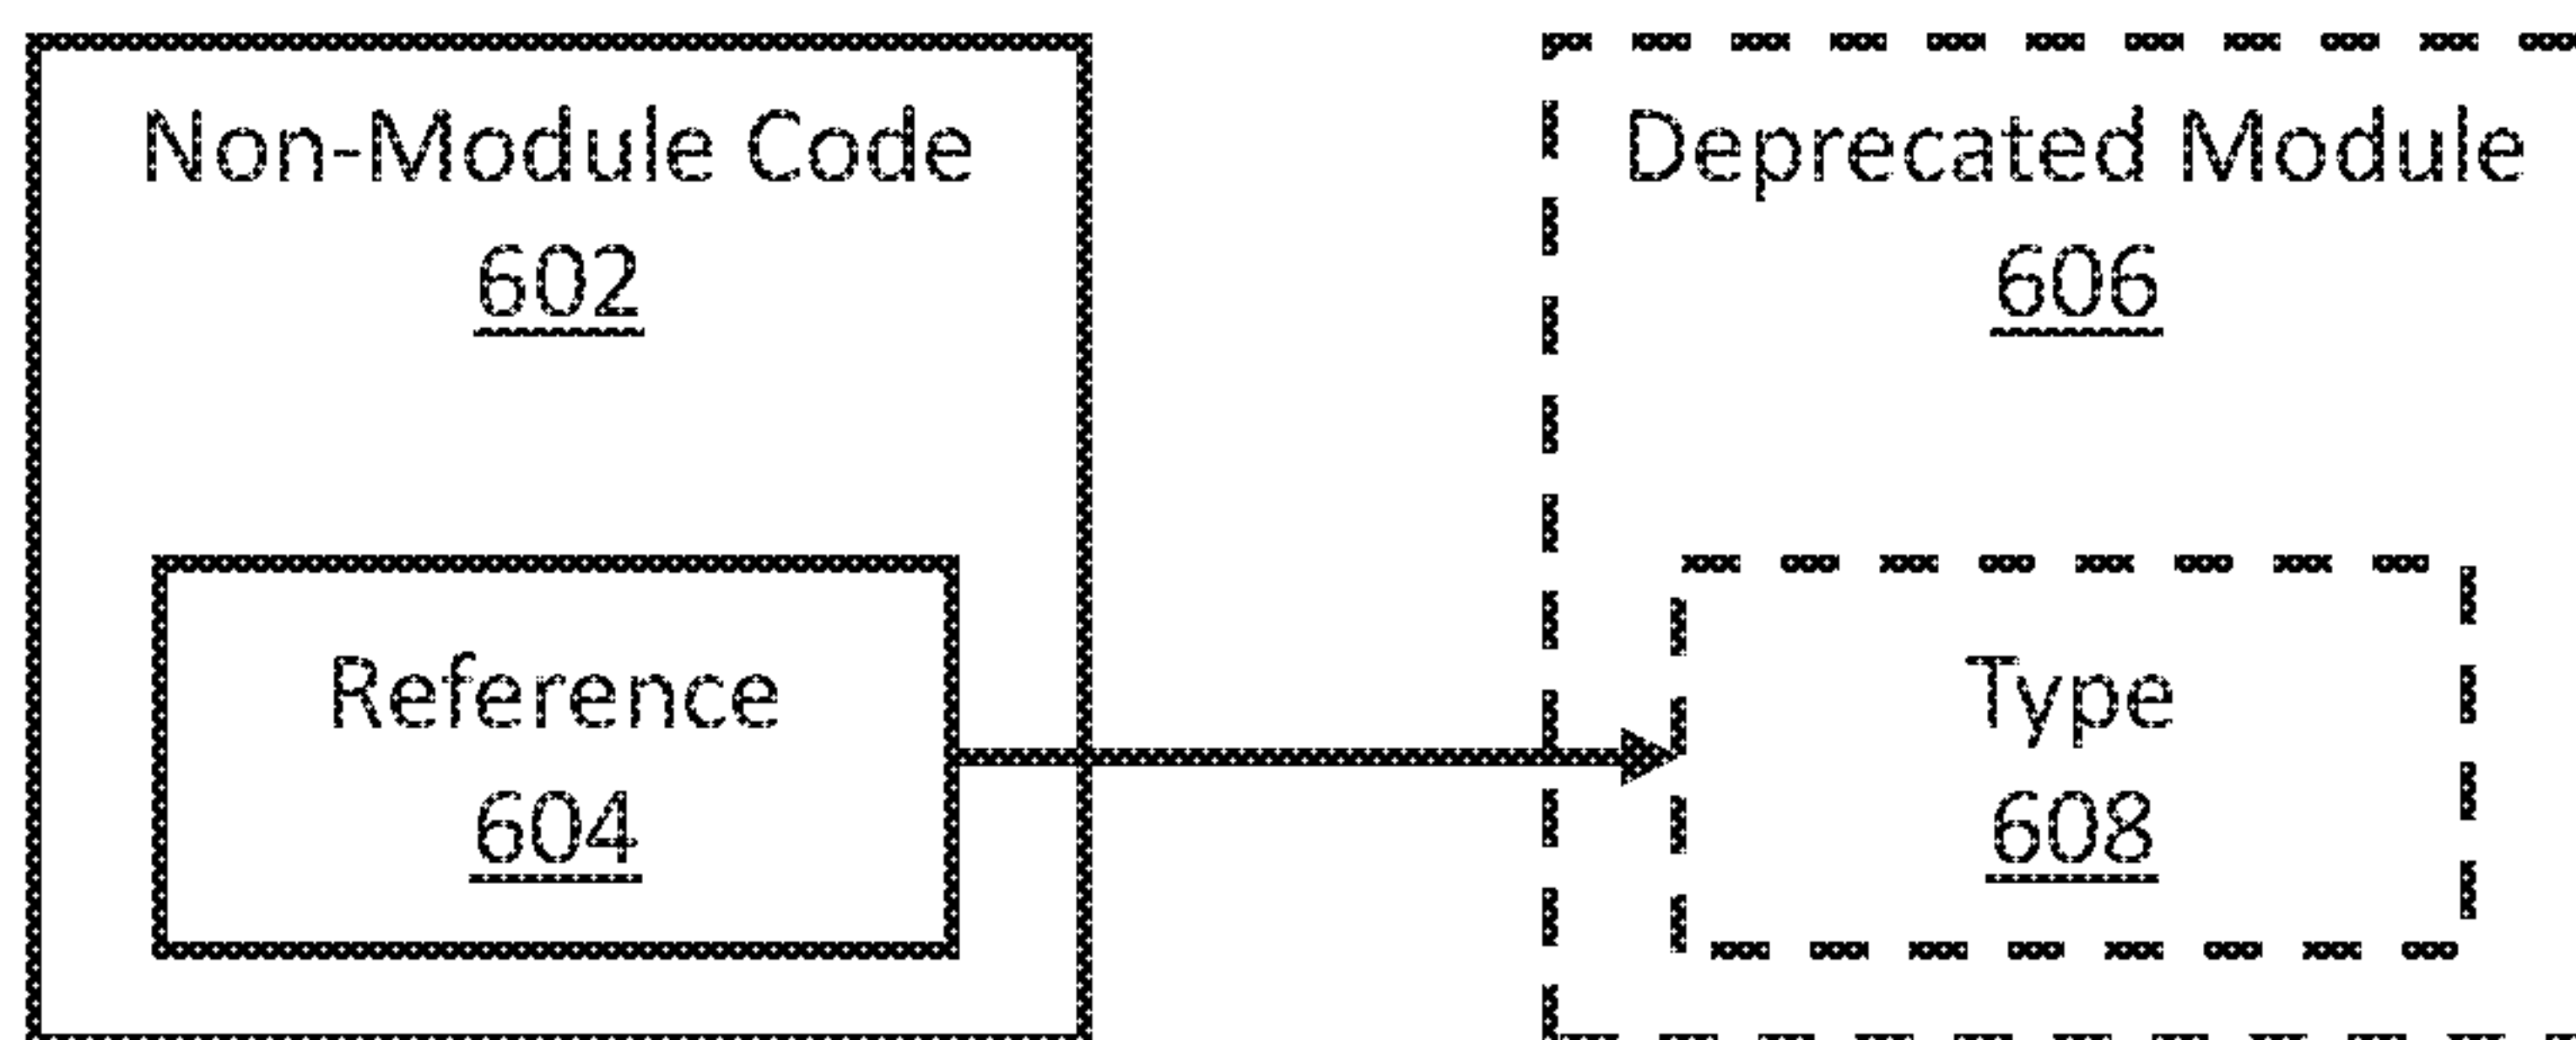 Non-Module Code
602
Reference
604
Deprecated Module
606
Type
608